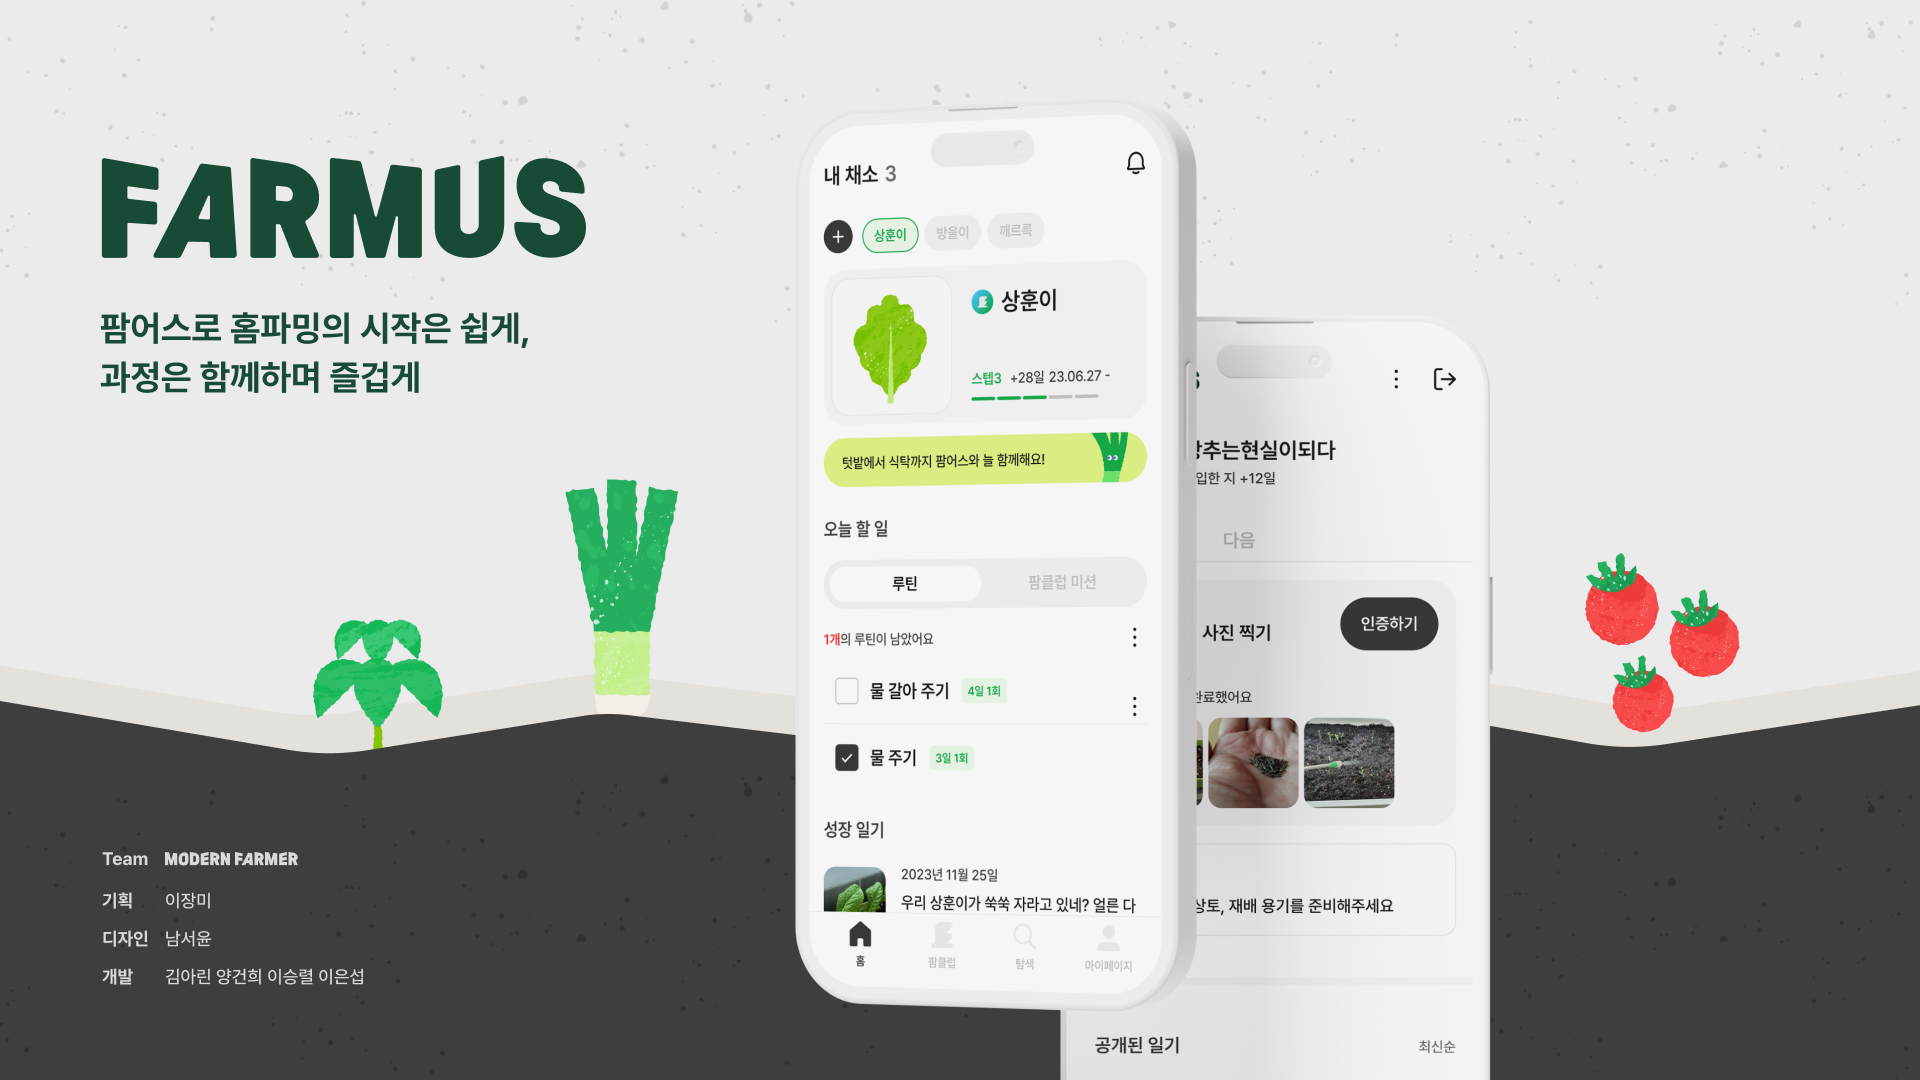 FARMUS
팜어스로 홈파밍의 시작은 쉽게,
과정은 함께하며 즐겁게
Team MODERN FARMER
기획 이장미
디자인 남서윤
개발 김아린 양건희 이승렬 이은섭
내 채소 3
상훈이 방울이 깨르륵
상훈이
스텝3 +28일 23.06.27 -
텃밭에서 식탁까지 팜어스와 늘 함께해요!
오늘 할 일
루틴 팜클럽 미션
1개의 루틴이 남았어요
물 갈아 주기 4일 1회
물 주기 3일 1회
성장 일기
2023년 11월 25일
우리 상훈이가 쑥쑥 자라고 있네? 얼른 다
홈 팜클럽 탐색 마이페이지
추는현실이되다
입한 지 +12일
다음
사진 찍기 인증하기
완료했어요
상토, 재배 용기를 준비해주세요
공개된 일기 최신순